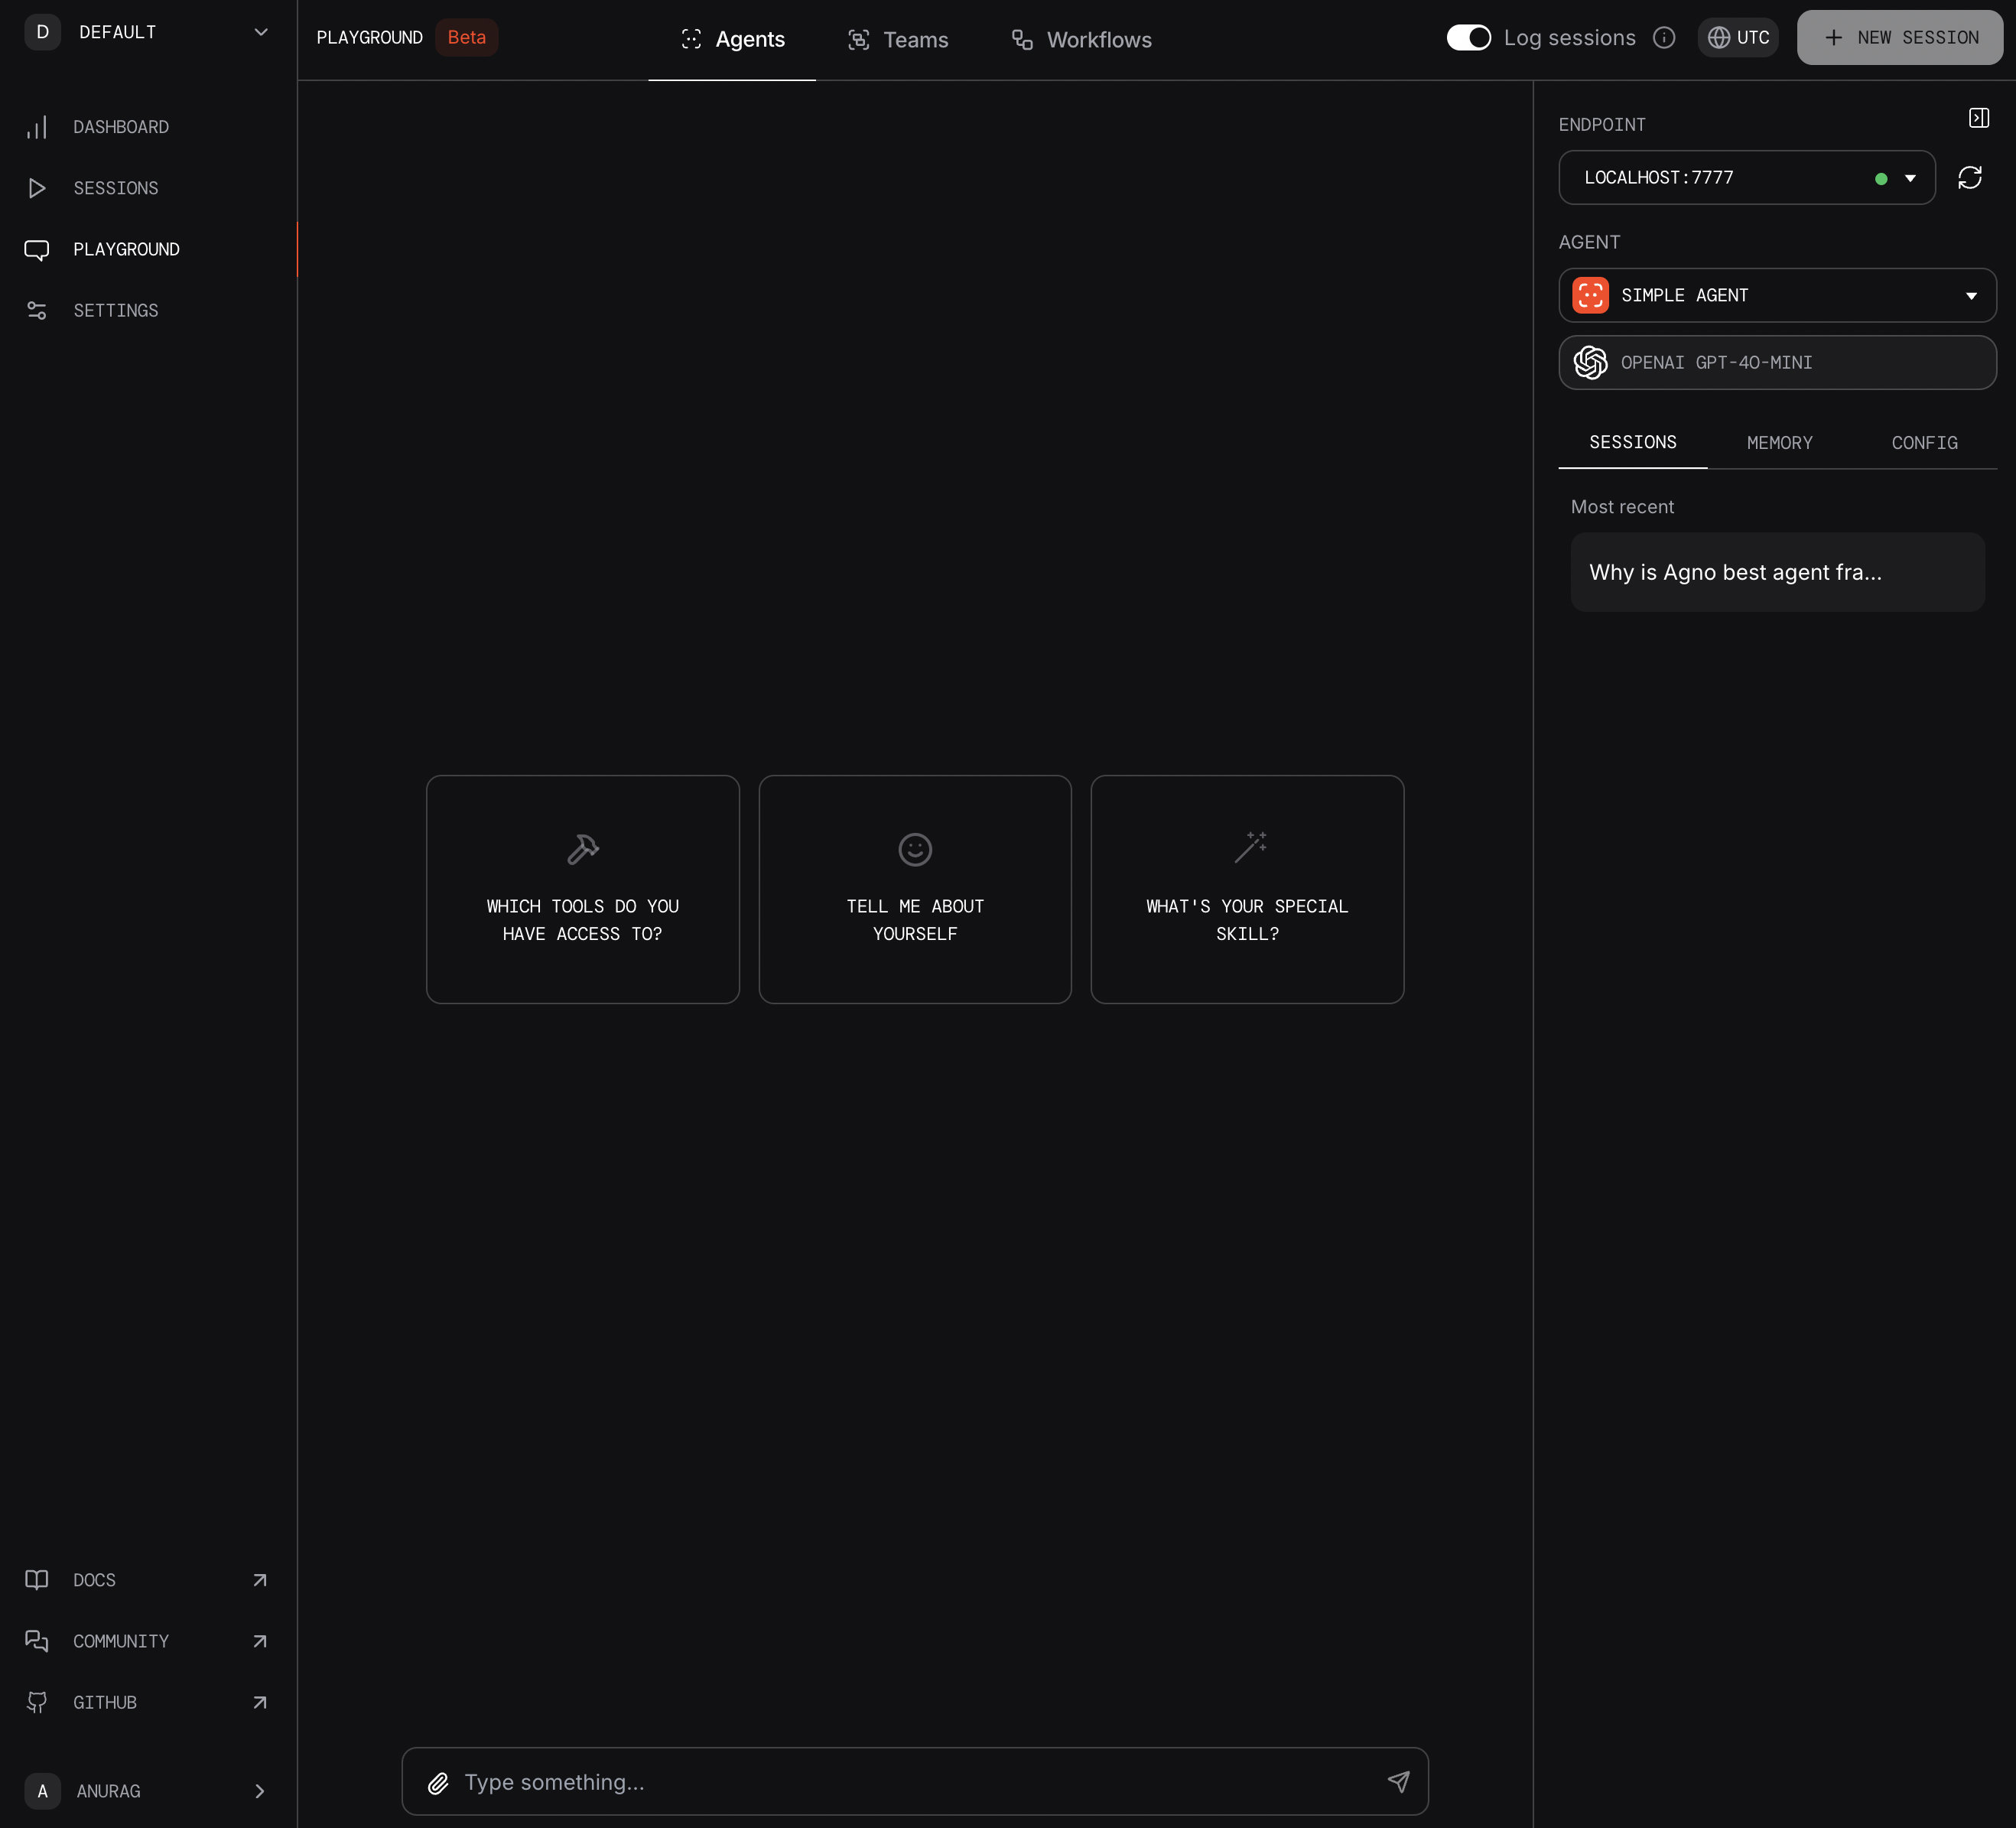 D DEFAULT
DASHBOARD
SESSIONS
PLAYGROUND
SETTINGS
DOCS
COMMUNITY
GITHUB
A ANURAG
PLAYGROUND Beta
Agents Teams Workflows
Log sessions UTC + NEW SESSION
WHICH TOOLS DO YOU
HAVE ACCESS TO?
TELL ME ABOUT
YOURSELF
WHAT'S YOUR SPECIAL
SKILL?
Type something...
ENDPOINT
LOCALHOST:7777
AGENT
SIMPLE AGENT
OPENAI GPT-4O-MINI
SESSIONS MEMORY CONFIG
Most recent
Why is Agno best agent fra...